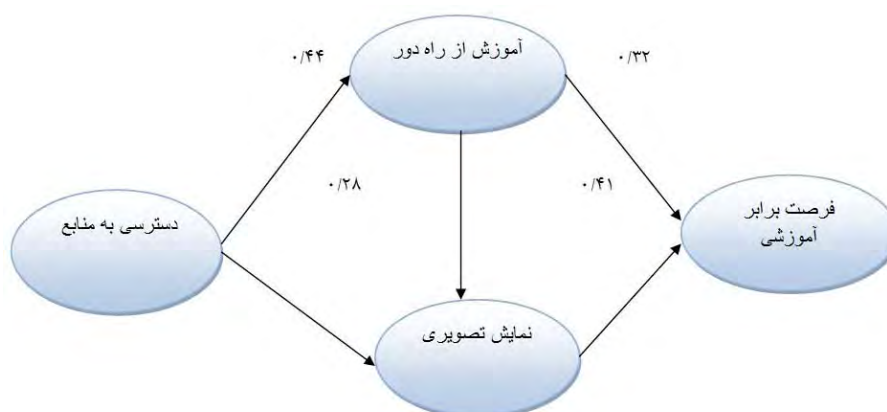 آموزش از راه دور
۰/۴۴
۰/۳۲
۰/۲۸
۰/۴۱
دسترسی به منابع
فرصت برابر
آموزشی
نمایش تصویری